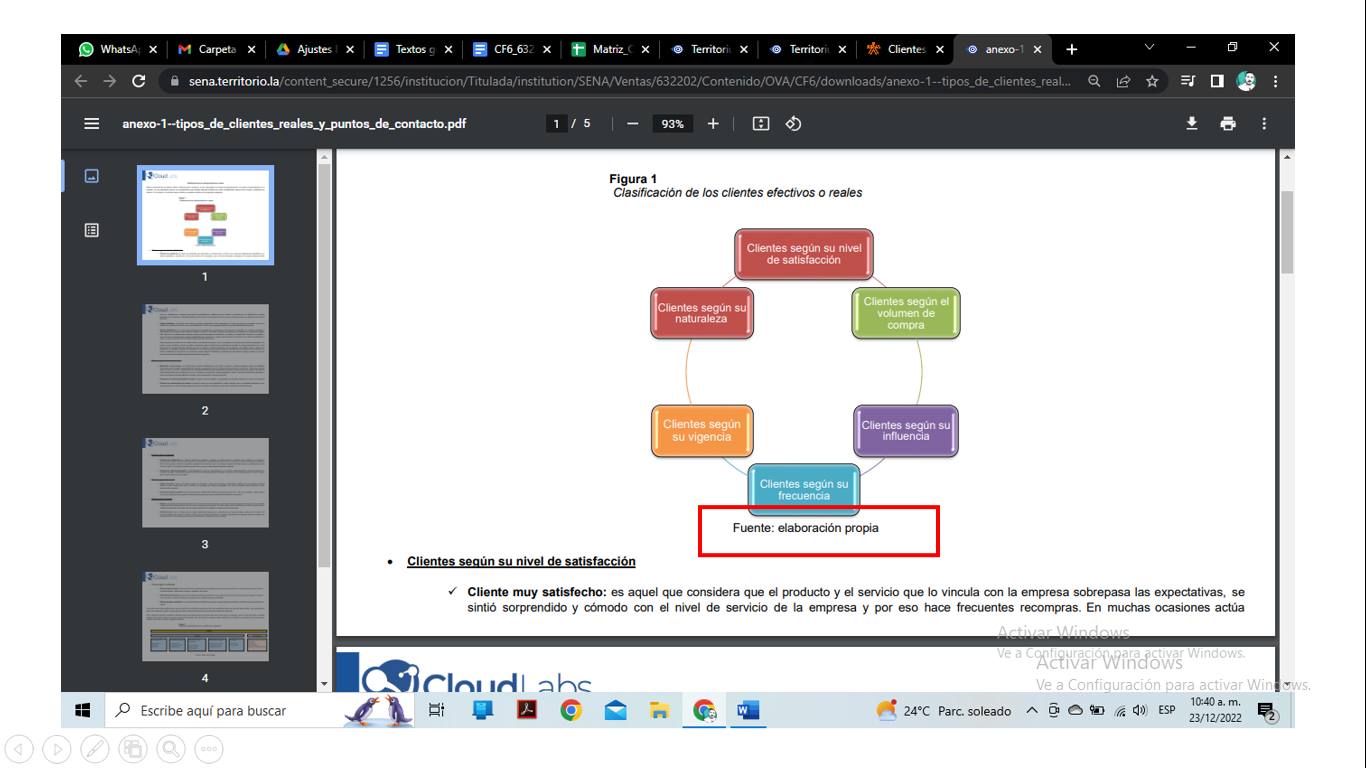 WhatsA
Carpeta
Ajustes
Textos g
CF6_632
Matriz_C
Territori
Territori
Clientes
anexo-1
sena.territorio.la/content_secure/1256/institucion/Titulada/institution/SENA/Ventas/632202/Contenido/OVA/CF6/downloads/anexo-1--tipos_de_clientes_real...
anexo-1--tipos_de_clientes_reales_y_puntos_de_contacto.pdf
1 / 5
93%
Figura 1
Clasificación de los clientes efectivos o reales
Clientes según su nivel
de satisfacción
Clientes según su
naturaleza
Clientes según el
volumen de
compra
Clientes según
su vigencia
Clientes según su
influencia
Clientes según su
frecuencia
Fuente: elaboración propia
• Clientes según su nivel de satisfacción
✓ Cliente muy satisfecho: es aquel que considera que el producto y el servicio que lo vincula con la empresa sobrepasa las expectativas, se
sintió sorprendido y cómodo con el nivel de servicio de la empresa y por eso hace frecuentes recompras. En muchas ocasiones actúa
CloudLabs
1
2
3
4
Activar Windows
Ve a Configuración para activar Windows.
Activar Windows
Ve a Configuración para activar Windows.
Escribe aquí para buscar
24°C Parc. soleado
ESP
10:40 a. m.
23/12/2022
2